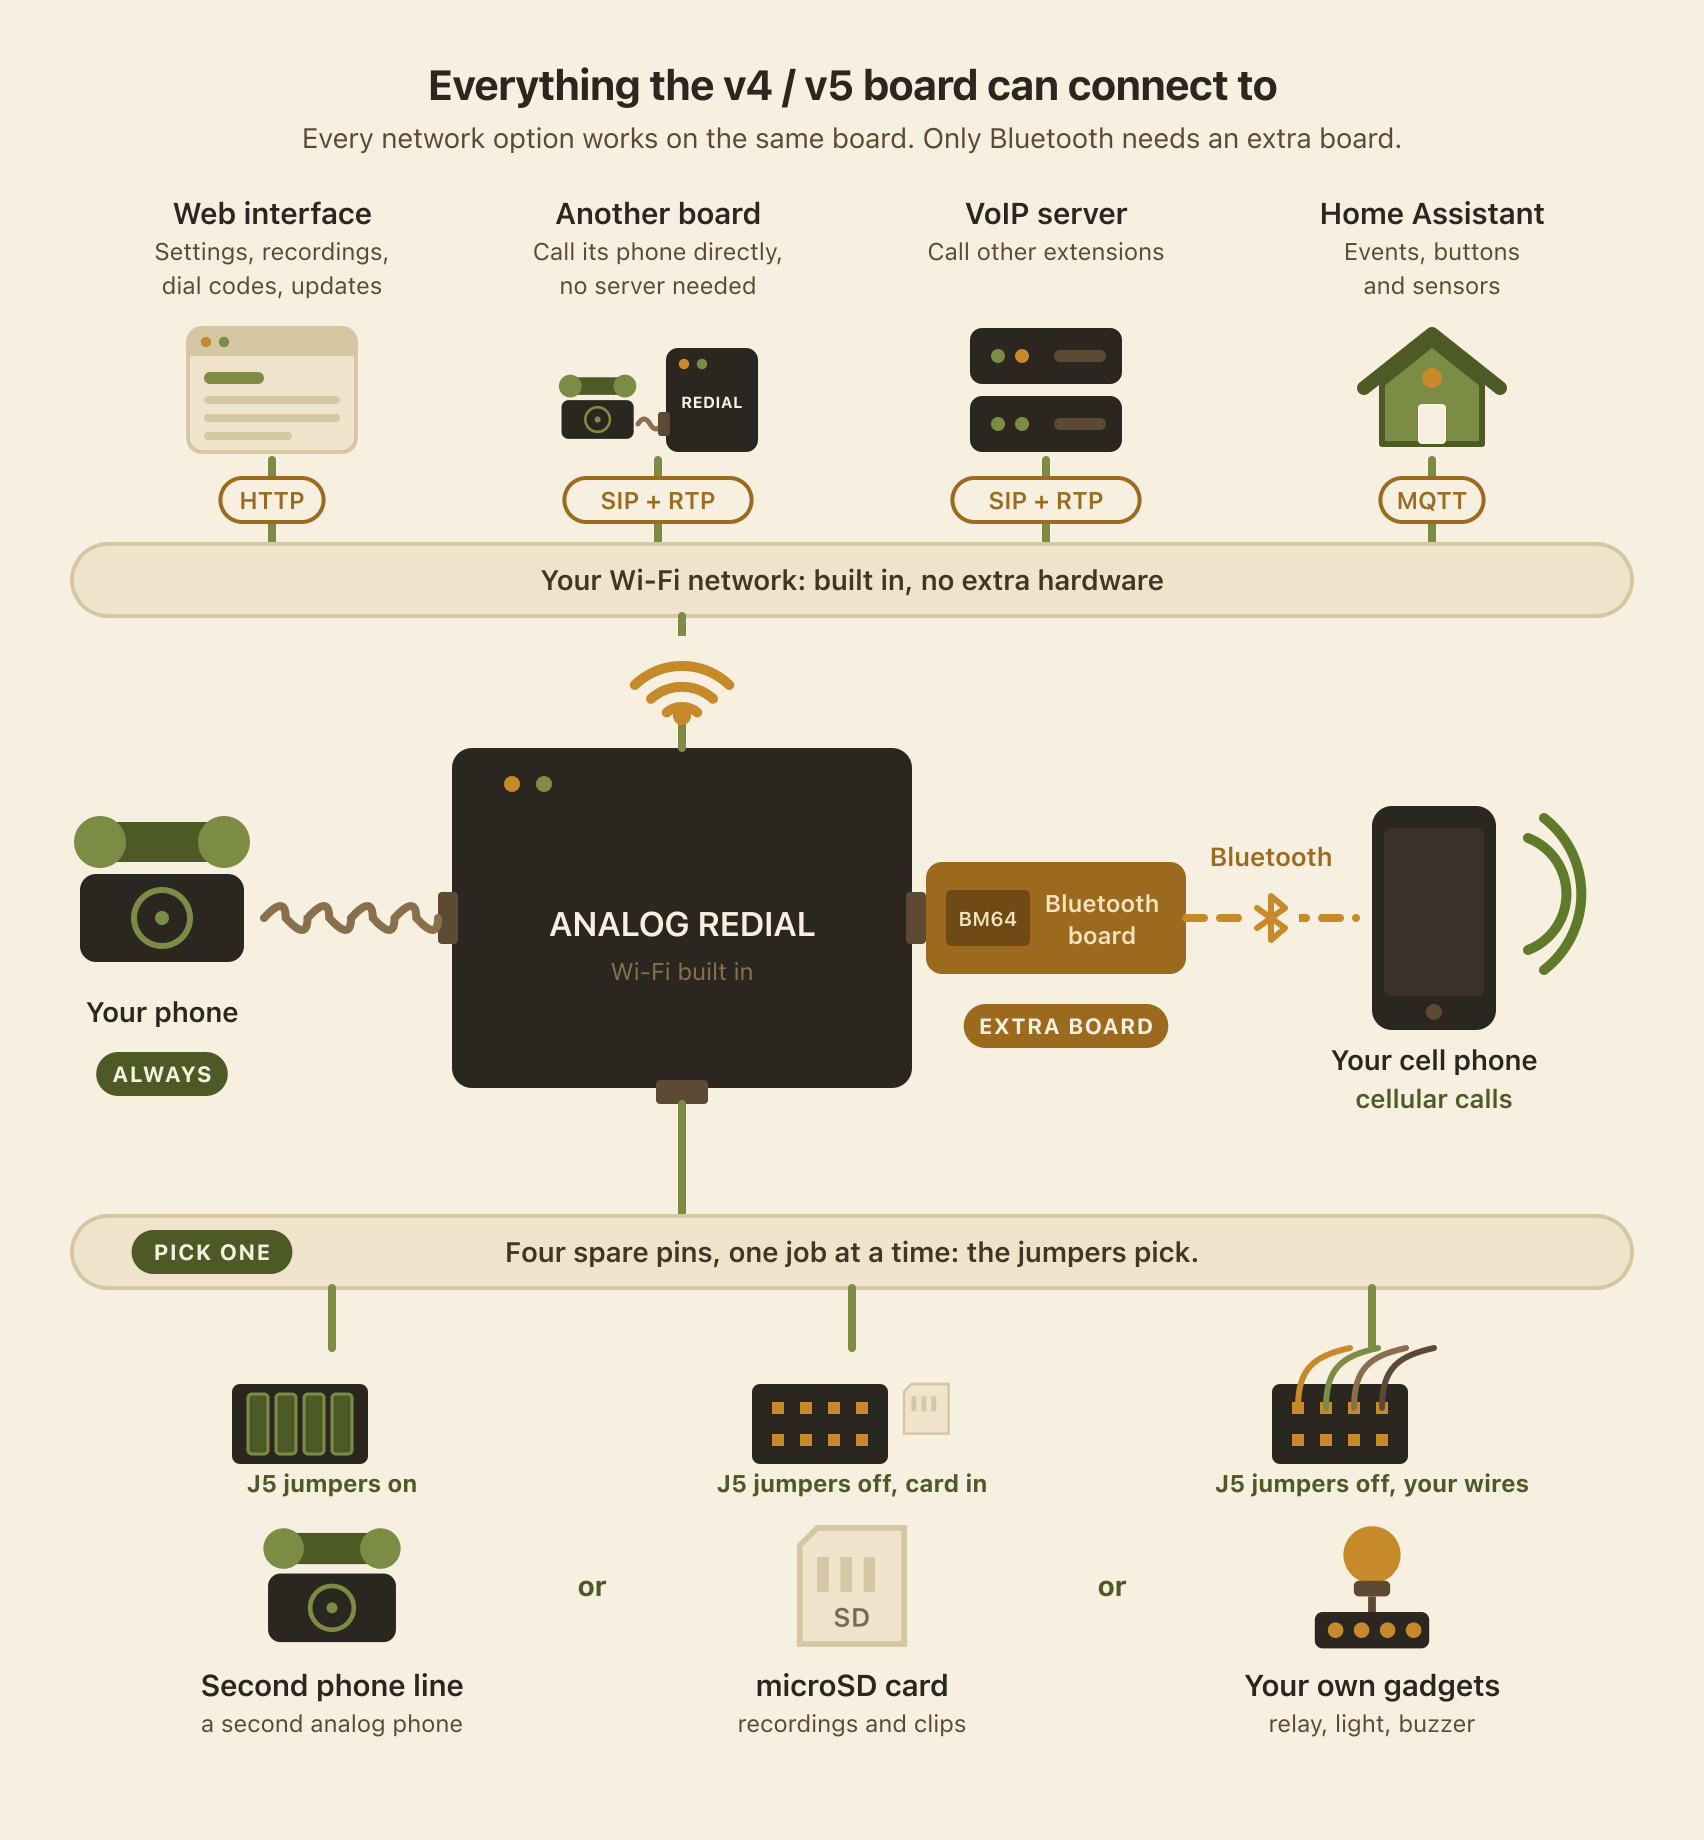 Everything the v4 / v5 board can connect to
Every network option works on the same board. Only Bluetooth needs an extra board.
Web interface
Settings, recordings,
dial codes, updates
Another board
Call its phone directly,
no server needed
VoIP server
Call other extensions
Home Assistant
Events, buttons
and sensors
REDIAL
HTTP
SIP + RTP
SIP + RTP
MQTT
Your Wi-Fi network: built in, no extra hardware
Your phone
ALWAYS
ANALOG REDIAL
Wi-Fi built in
BM64
Bluetooth
board
EXTRA BOARD
Bluetooth
Your cell phone
cellular calls
PICK ONE
Four spare pins, one job at a time: the jumpers pick.
J5 jumpers on
J5 jumpers off, card in
J5 jumpers off, your wires
or
SD
or
Second phone line
a second analog phone
microSD card
recordings and clips
Your own gadgets
relay, light, buzzer